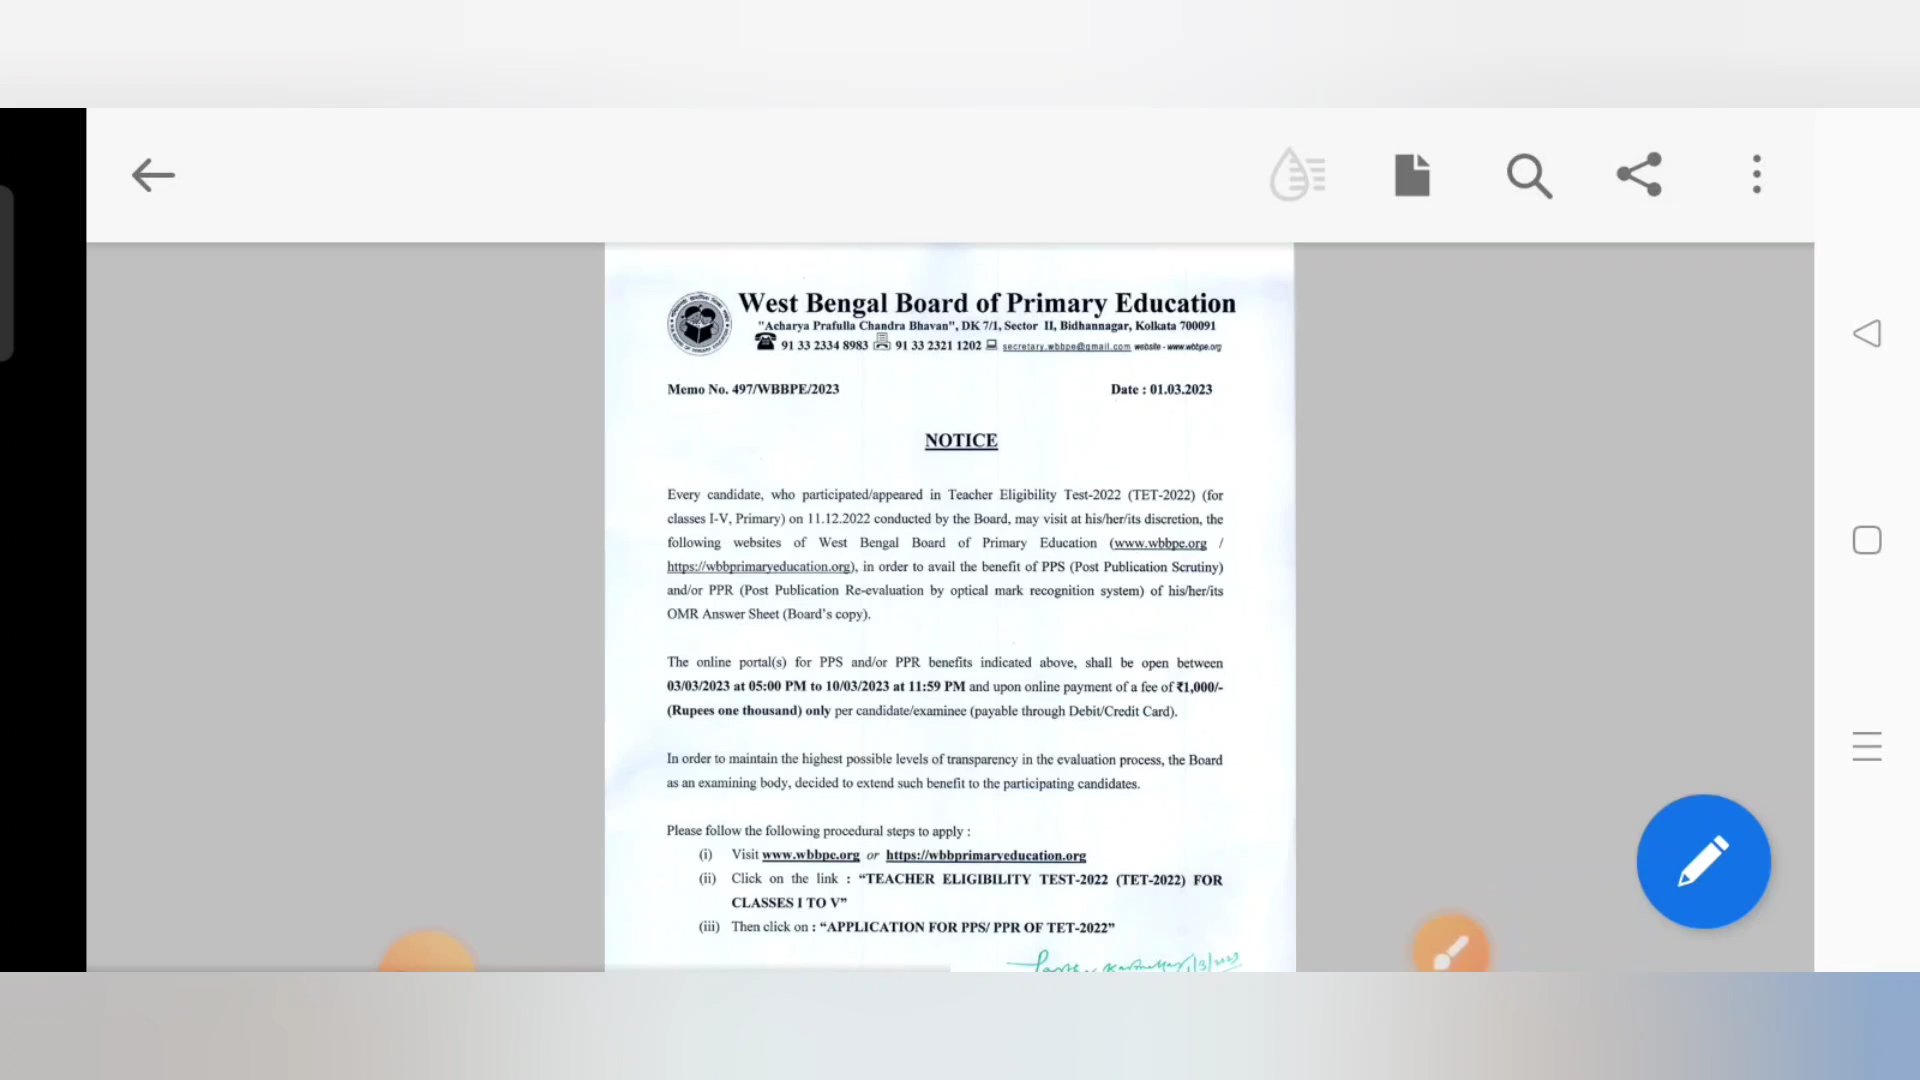 West Bengal Board of Primary Education
"Acharya Prafulla Chandra Bhavan", DK 7/1, Sector II, Bidhannagar, Kolkata 700091
91 33 2334 8983 91 33 2321 1202 secretary.wbbpe@gmail.com website - www.wbbpe.org
Memo No. 497/WBBPE/2023 Date : 01.03.2023
NOTICE
Every candidate, who participated/appeared in Teacher Eligibility Test-2022 (TET-2022) (for
classes I-V, Primary) on 11.12.2022 conducted by the Board, may visit at his/her/its discretion, the
following websites of West Bengal Board of Primary Education (www.wbbpe.org /
https://wbbprimaryeducation.org), in order to avail the benefit of PPS (Post Publication Scrutiny)
and/or PPR (Post Publication Re-evaluation by optical mark recognition system) of his/her/its
OMR Answer Sheet (Board's copy).
The online portal(s) for PPS and/or PPR benefits indicated above, shall be open between
03/03/2023 at 05:00 PM to 10/03/2023 at 11:59 PM and upon online payment of a fee of ₹1,000/-
(Rupees one thousand) only per candidate/examinee (payable through Debit/Credit Card).
In order to maintain the highest possible levels of transparency in the evaluation process, the Board
as an examining body, decided to extend such benefit to the participating candidates.
Please follow the following procedural steps to apply :
(i) Visit www.wbbpe.org or https://wbbprimaryeducation.org
(ii) Click on the link : “TEACHER ELIGIBILITY TEST-2022 (TET-2022) FOR
CLASSES I TO V”
(iii) Then click on : “APPLICATION FOR PPS/ PPR OF TET-2022”
1/3/2023